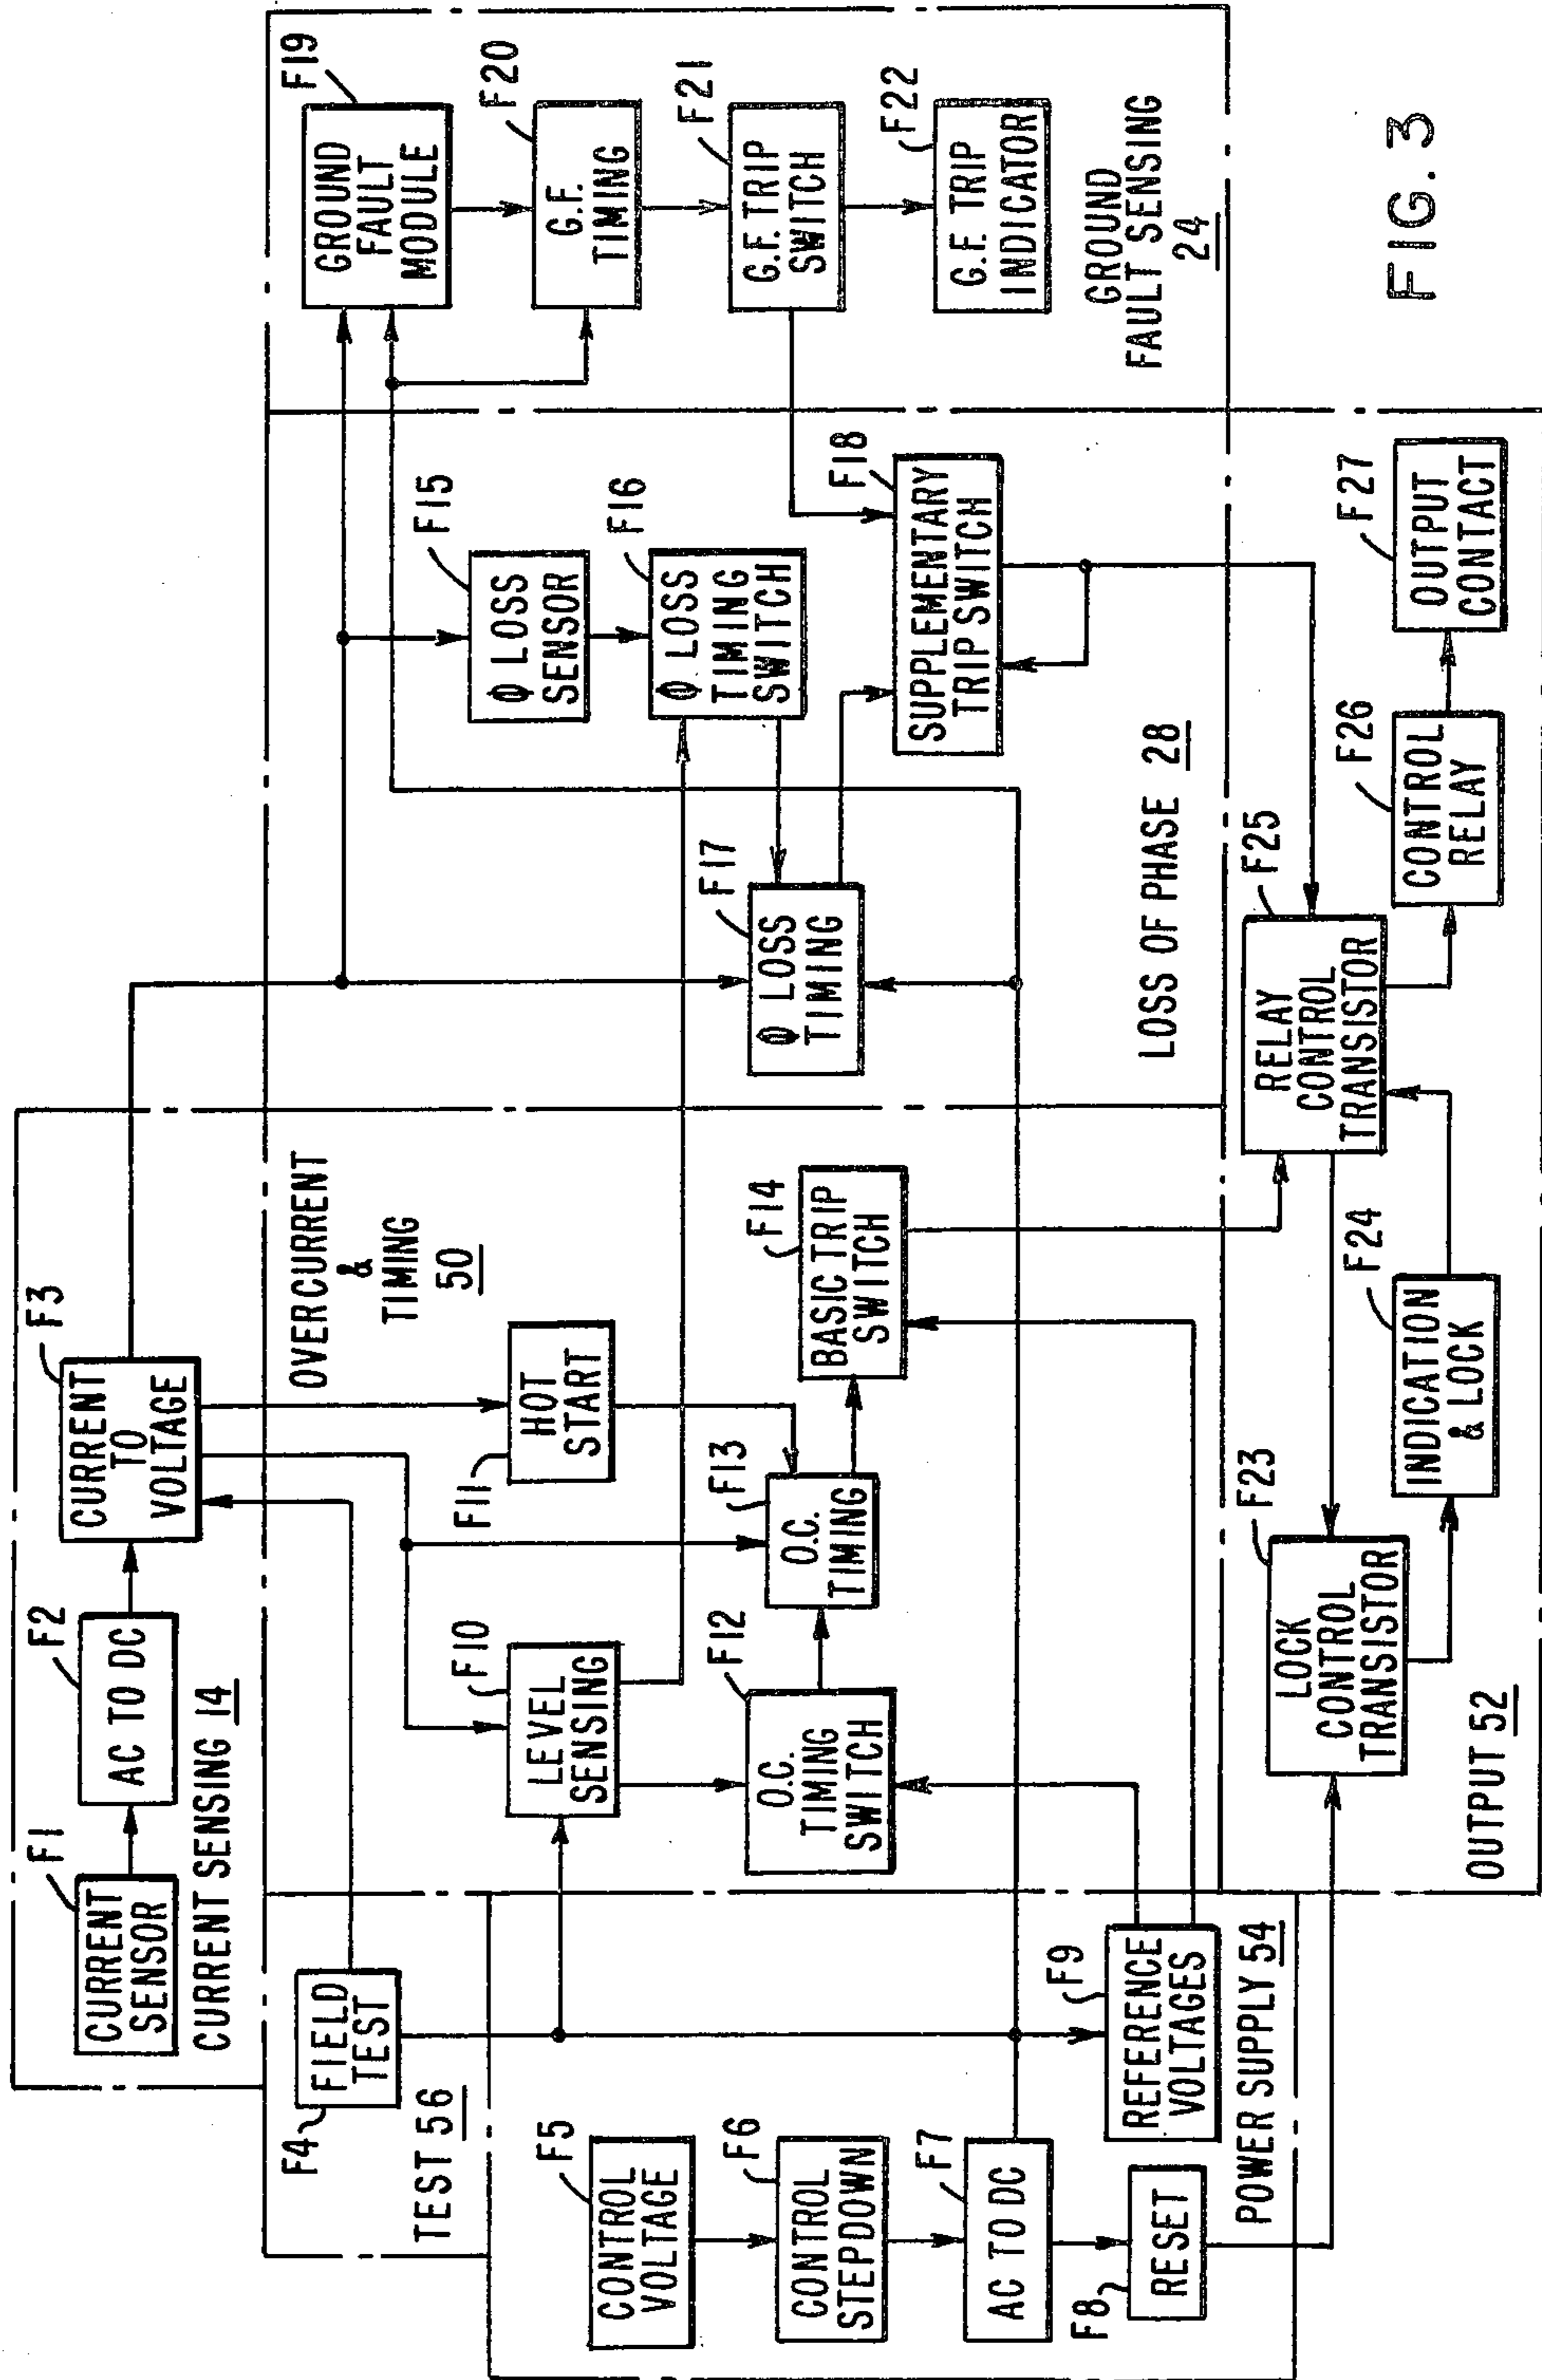 F1
CURRENT
SENSOR
F2
AC TO DC
F3
CURRENT
TO
VOLTAGE
CURRENT SENSING 14
F4
FIELD
TEST
TEST 56
F5
CONTROL
VOLTAGE
F6
CONTROL
STEPDOWN
F7
AC TO DC
F8
RESET
F9
REFERENCE
VOLTAGES
POWER SUPPLY 54
OVERCURRENT
&
TIMING
50
F10
LEVEL
SENSING
F11
HOT
START
F12
O.C.
TIMING
SWITCH
F13
O.C.
TIMING
F14
BASIC TRIP
SWITCH
F15
Φ LOSS
SENSOR
F16
Φ LOSS
TIMING
SWITCH
F17
Φ LOSS
TIMING
F18
SUPPLEMENTARY
TRIP SWITCH
LOSS OF PHASE 28
F19
GROUND
FAULT
MODULE
F20
G.F.
TIMING
F21
G.F. TRIP
SWITCH
F22
G.F. TRIP
INDICATOR
GROUND
FAULT SENSING
24
F23
LOCK
CONTROL
TRANSISTOR
F24
INDICATION
& LOCK
F25
RELAY
CONTROL
TRANSISTOR
F26
CONTROL
RELAY
F27
OUTPUT
CONTACT
OUTPUT 52
FIG. 3